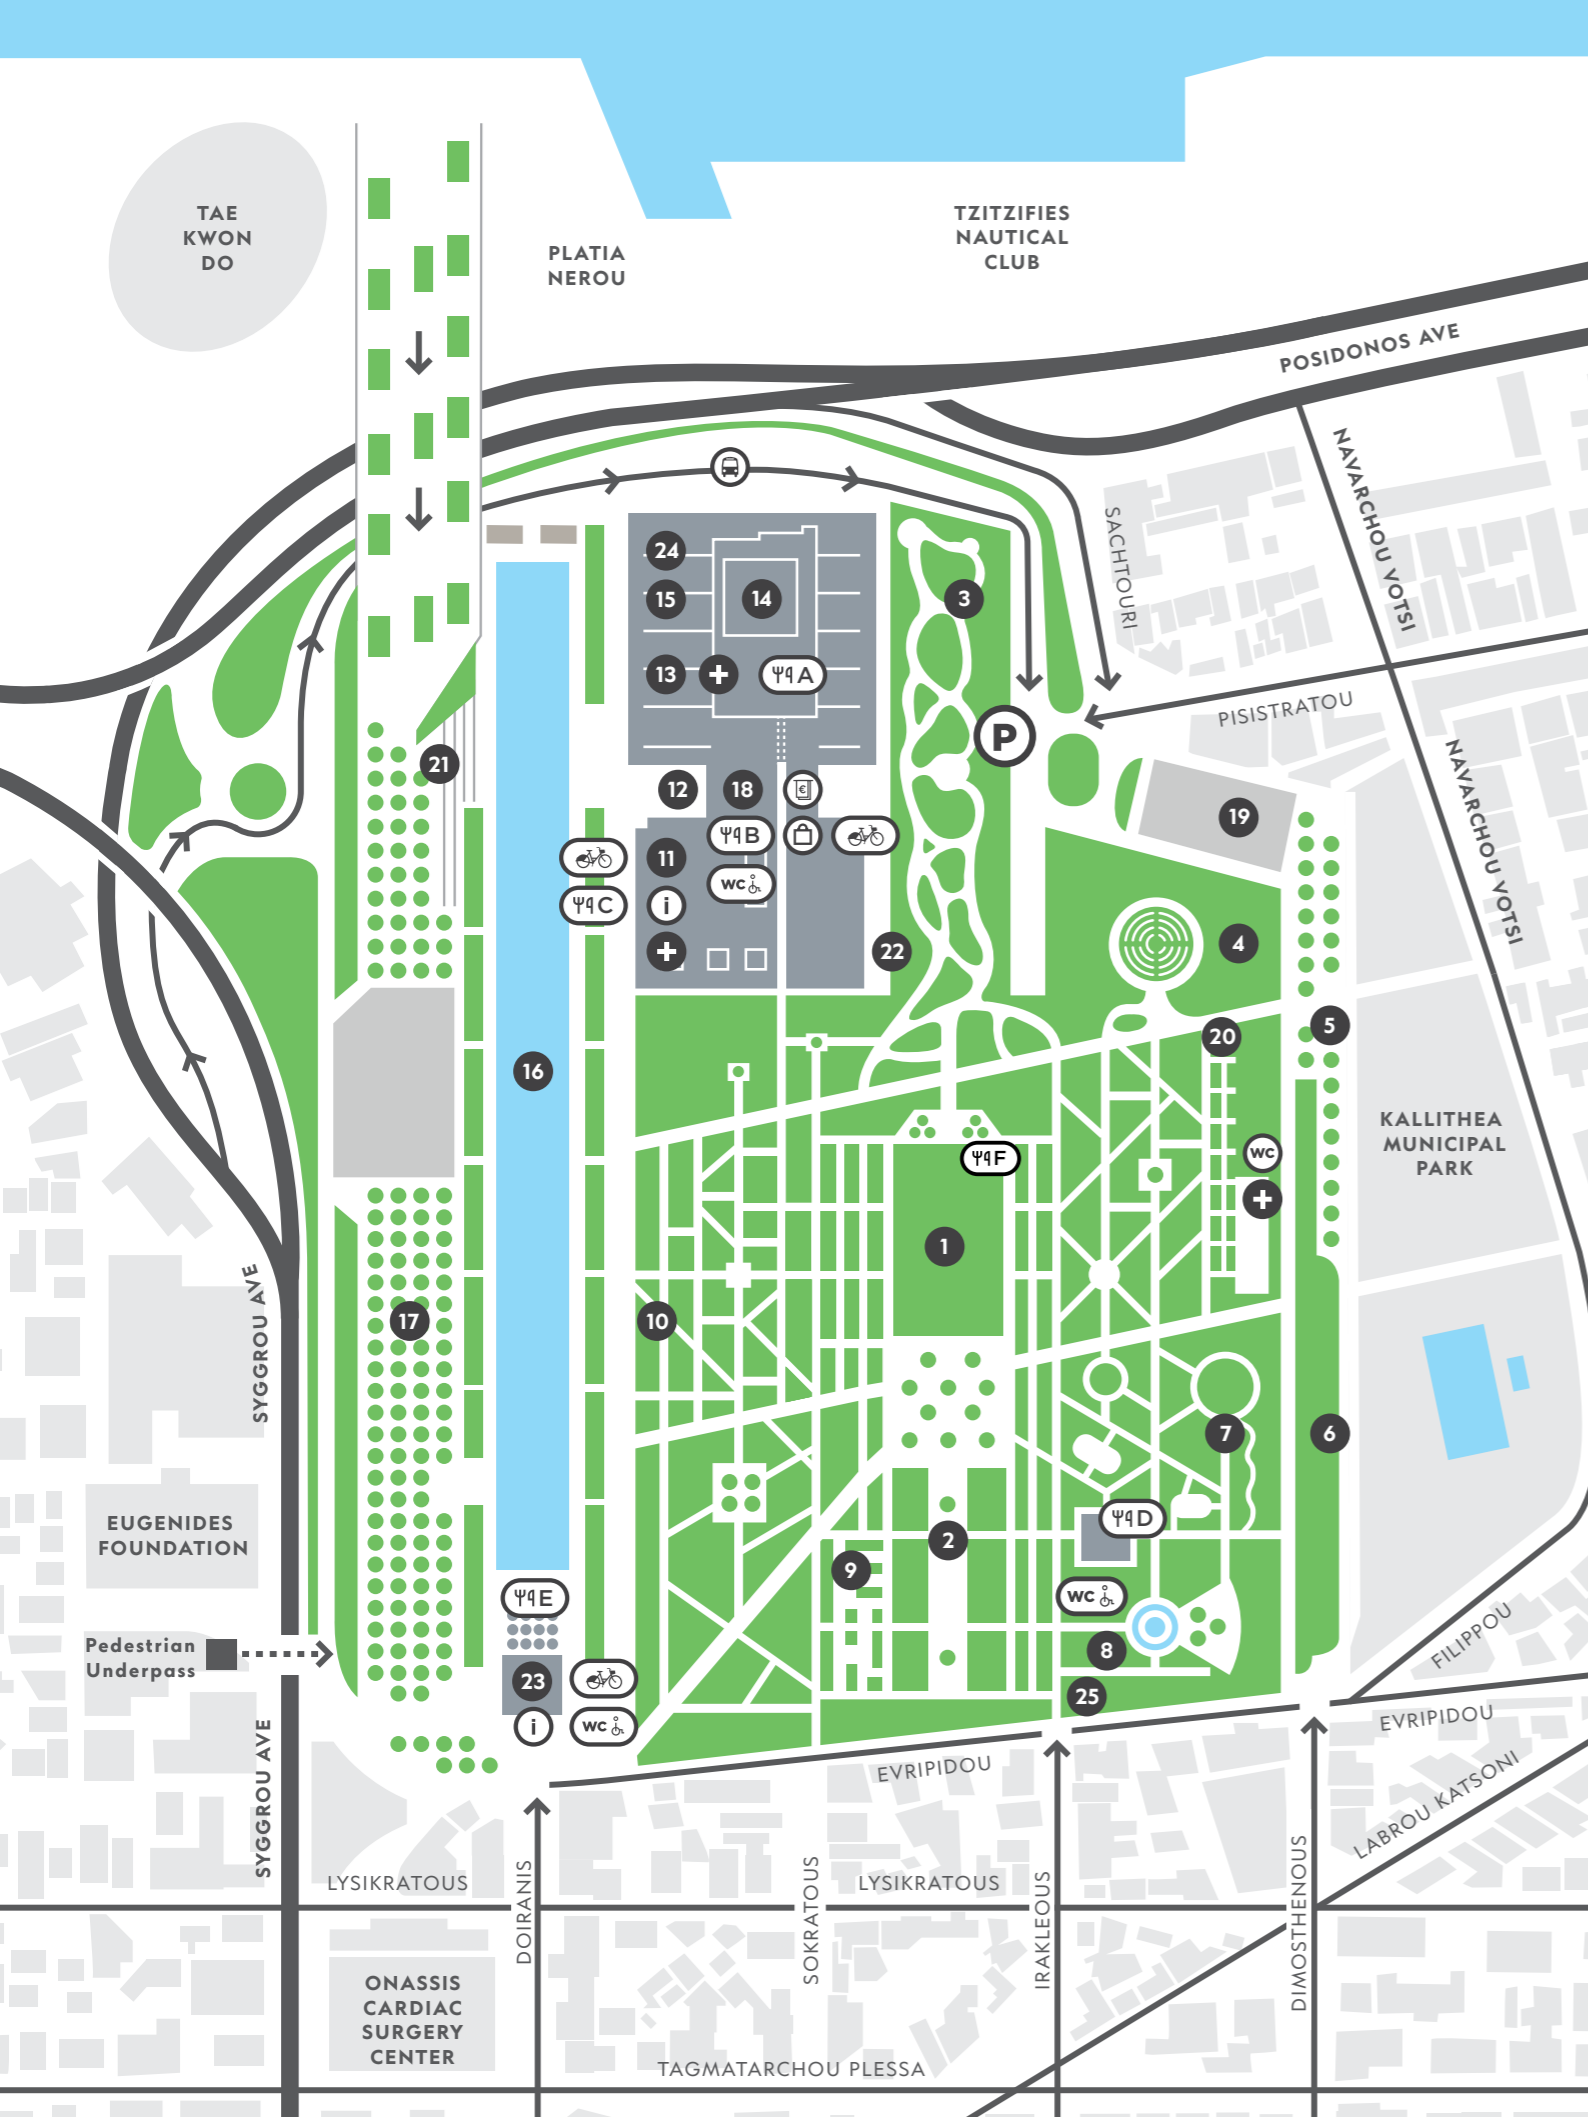 TAE
KWON
DO
PLATIA
NEROU
TZITZIFIES
NAUTICAL
CLUB
POSIDONOS AVE
NAVARCHOU VOTSI
SACHTOURI
PISISTRATOU
NAVARCHOU VOTSI
24
15
14
3
13
A
P
21
12
18
€
19
B
11
C
WC
i
22
4
16
5
20
KALLITHEA
MUNICIPAL
PARK
WC
F
1
SYGGROU AVE
17
10
6
7
EUGENIDES
FOUNDATION
D
2
9
E
WC
FILIPPOU
Pedestrian
Underpass
8
23
25
i
WC
EVRIPIDOU
EVRIPIDOU
SYGGROU AVE
LABROU KATSONI
LYSIKRATOUS
LYSIKRATOUS
DOIRANIS
SOKRATOUS
IRAKLEOUS
DIMOSTHENOUS
ONASSIS
CARDIAC
SURGERY
CENTER
TAGMATARCHOU PLESSA